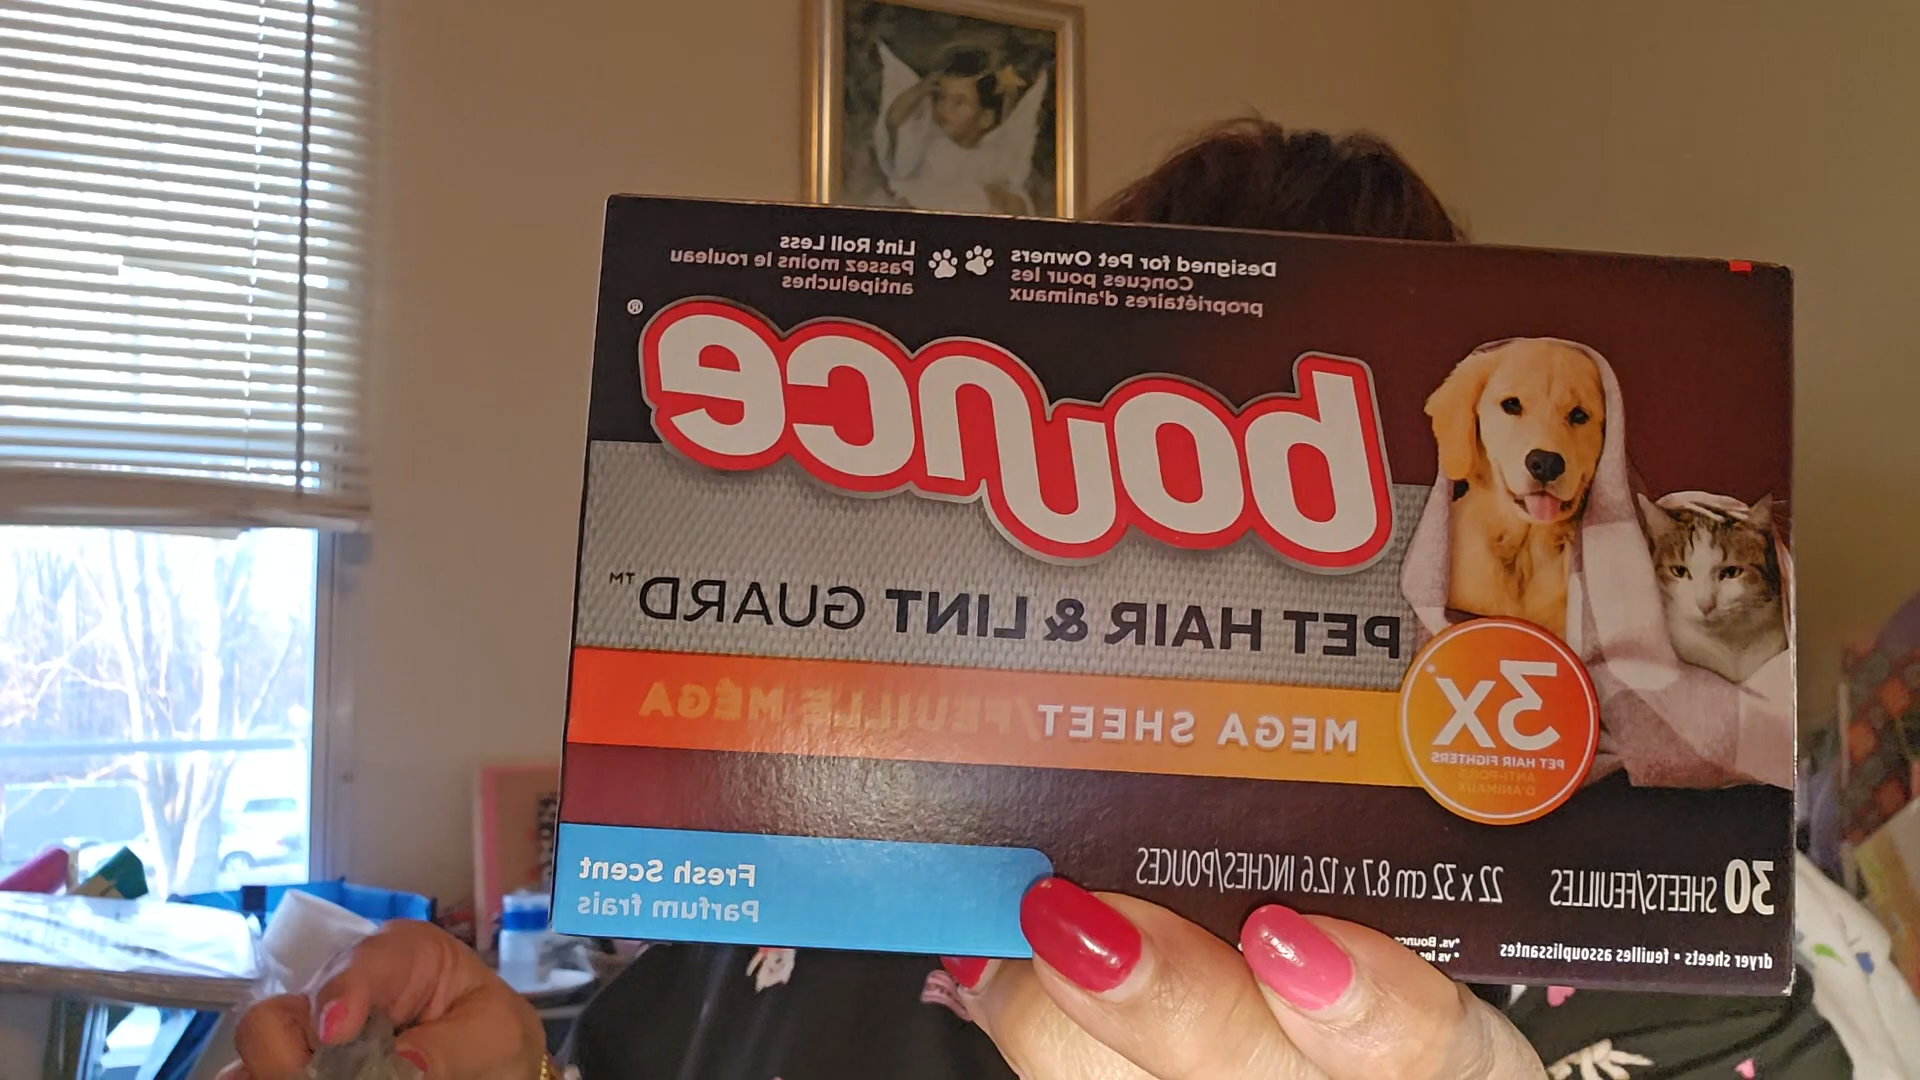 Designed for Pet Owners
Conçues pour les
propriétaires d'animaux
Lint Roll Less
Passez moins le rouleau
antipeluches
bounce®
PET HAIR & LINT GUARD™
3x*
PET HAIR FIGHTERS
ANTI-POILS
D'ANIMAUX
MEGA SHEET/FEUILLE MÉGA
30 SHEETS/FEUILLES
22 x 32 cm 8.7 x 12.6 INCHES/POUCES
Fresh Scent
Parfum frais
dryer sheets • feuilles assouplissantes
*vs. Bounce